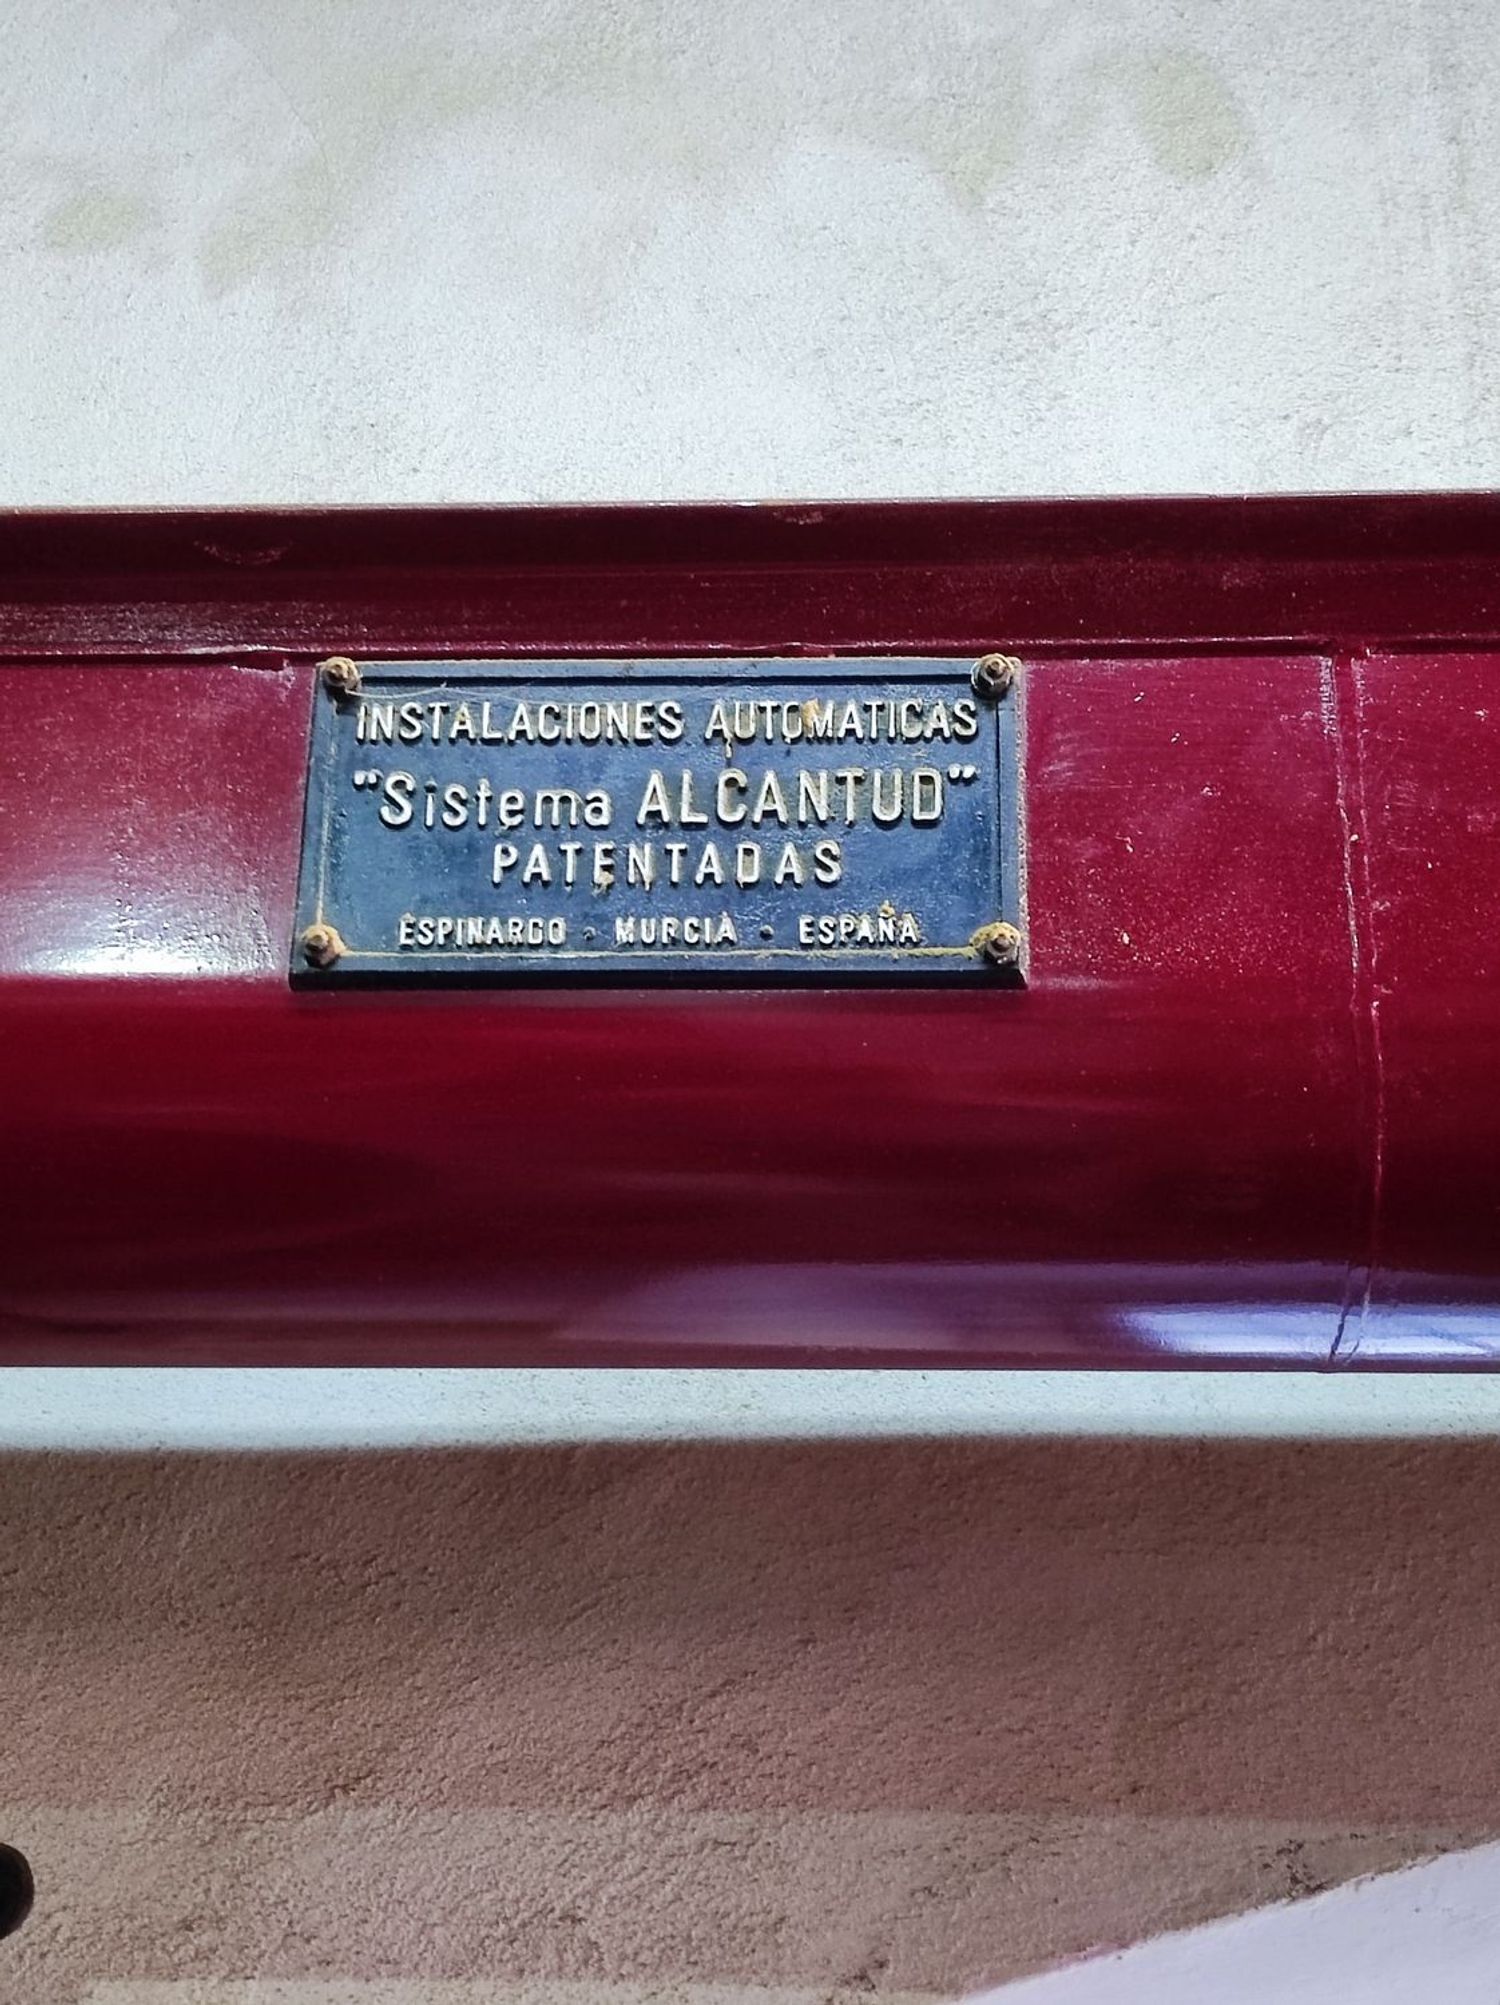 INSTALACIONES AUTOMATICAS
"Sistema ALCANTUD"
PATENTADAS
ESPINARDO · MURCIA · ESPAÑA